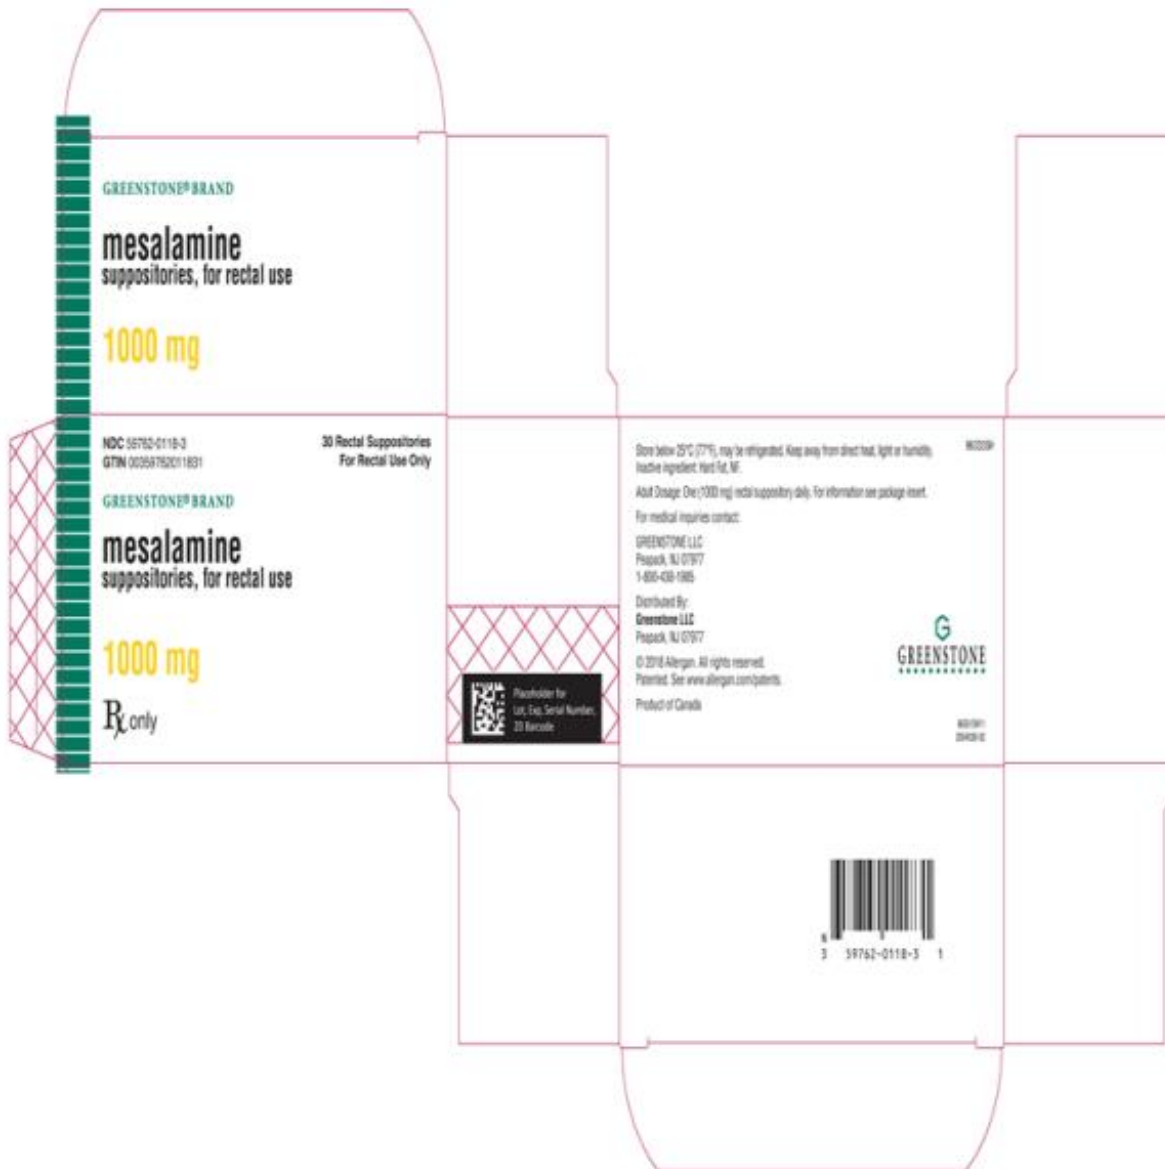 GREENSTONE® BRAND
mesalamine
suppositories, for rectal use
1000 mg
NDC 59762-0118-3
GTIN 00359762011831
30 Rectal Suppositories
For Rectal Use Only
GREENSTONE® BRAND
mesalamine
suppositories, for rectal use
1000 mg
Rx only
Placeholder for
Lot, Exp, Serial Number,
2D Barcode
Store below 25°C (77°F), may be refrigerated. Keep away from direct heat, light or humidity.
Inactive ingredient: Hard Fat, NF.
Adult Dosage: One (1000 mg) rectal suppository daily. For information see package insert.
For medical inquiries contact:
GREENSTONE LLC
Peapack, NJ 07977
1-800-438-1985
Distributed By:
Greenstone LLC
Peapack, NJ 07977
© 2018 Allergan. All rights reserved.
Patented. See www.allergan.com/patents.
Product of Canada
G
GREENSTONE
N
3 59762-0118-3 1